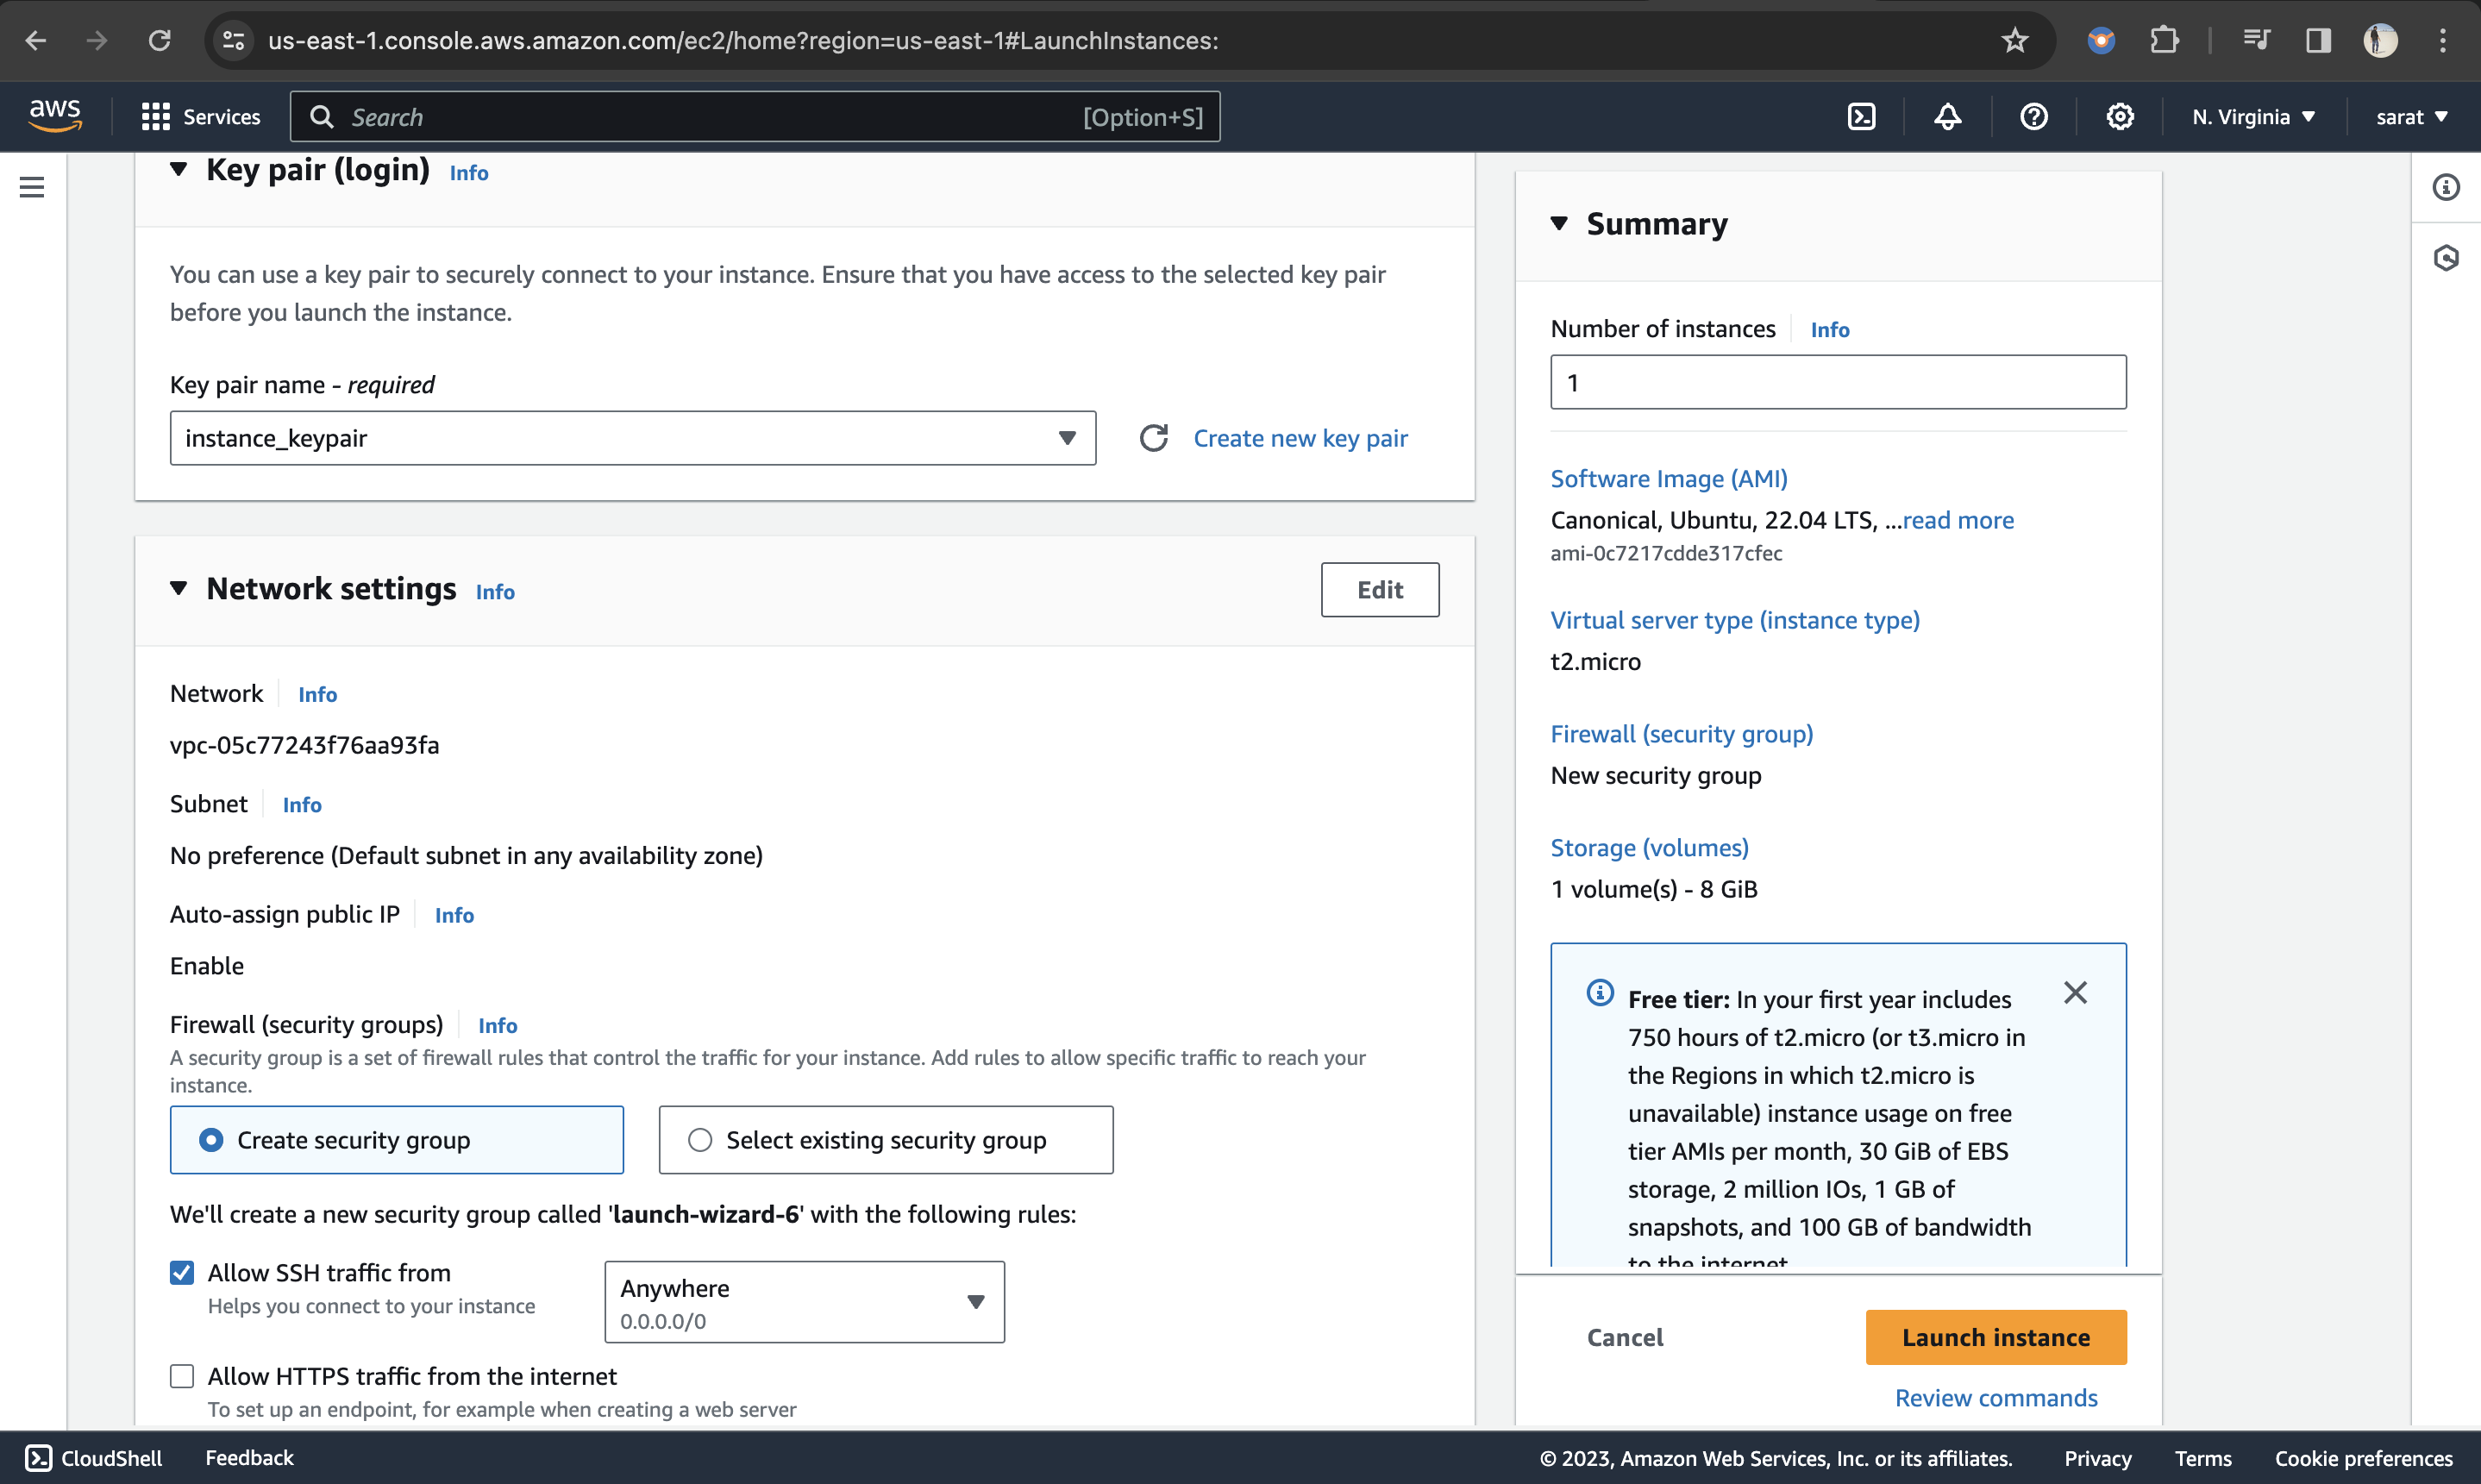 us-east-1.console.aws.amazon.com/ec2/home?region=us-east-1#LaunchInstances:
aws
Services
Search
[Option+S]
N. Virginia
sarat
Key pair (login) Info
You can use a key pair to securely connect to your instance. Ensure that you have access to the selected key pair
before you launch the instance.
Key pair name - required
instance_keypair
Create new key pair
Network settings Info
Edit
Network Info
vpc-05c77243f76aa93fa
Subnet Info
No preference (Default subnet in any availability zone)
Auto-assign public IP Info
Enable
Firewall (security groups) Info
A security group is a set of firewall rules that control the traffic for your instance. Add rules to allow specific traffic to reach your
instance.
Create security group
Select existing security group
We'll create a new security group called 'launch-wizard-6' with the following rules:
Allow SSH traffic from
Helps you connect to your instance
Anywhere
0.0.0.0/0
Allow HTTPS traffic from the internet
To set up an endpoint, for example when creating a web server
Summary
Number of instances Info
1
Software Image (AMI)
Canonical, Ubuntu, 22.04 LTS, ...read more
ami-0c7217cdde317cfec
Virtual server type (instance type)
t2.micro
Firewall (security group)
New security group
Storage (volumes)
1 volume(s) - 8 GiB
Free tier: In your first year includes
750 hours of t2.micro (or t3.micro in
the Regions in which t2.micro is
unavailable) instance usage on free
tier AMIs per month, 30 GiB of EBS
storage, 2 million IOs, 1 GB of
snapshots, and 100 GB of bandwidth
to the internet
Cancel
Launch instance
Review commands
CloudShell
Feedback
© 2023, Amazon Web Services, Inc. or its affiliates.
Privacy
Terms
Cookie preferences